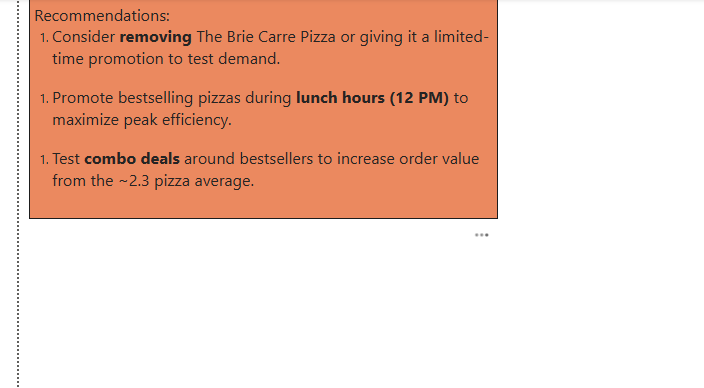 Recommendations:
1. Consider removing The Brie Carre Pizza or giving it a limited-
time promotion to test demand.
1. Promote bestselling pizzas during lunch hours (12 PM) to
maximize peak efficiency.
1. Test combo deals around bestsellers to increase order value
from the ~2.3 pizza average.